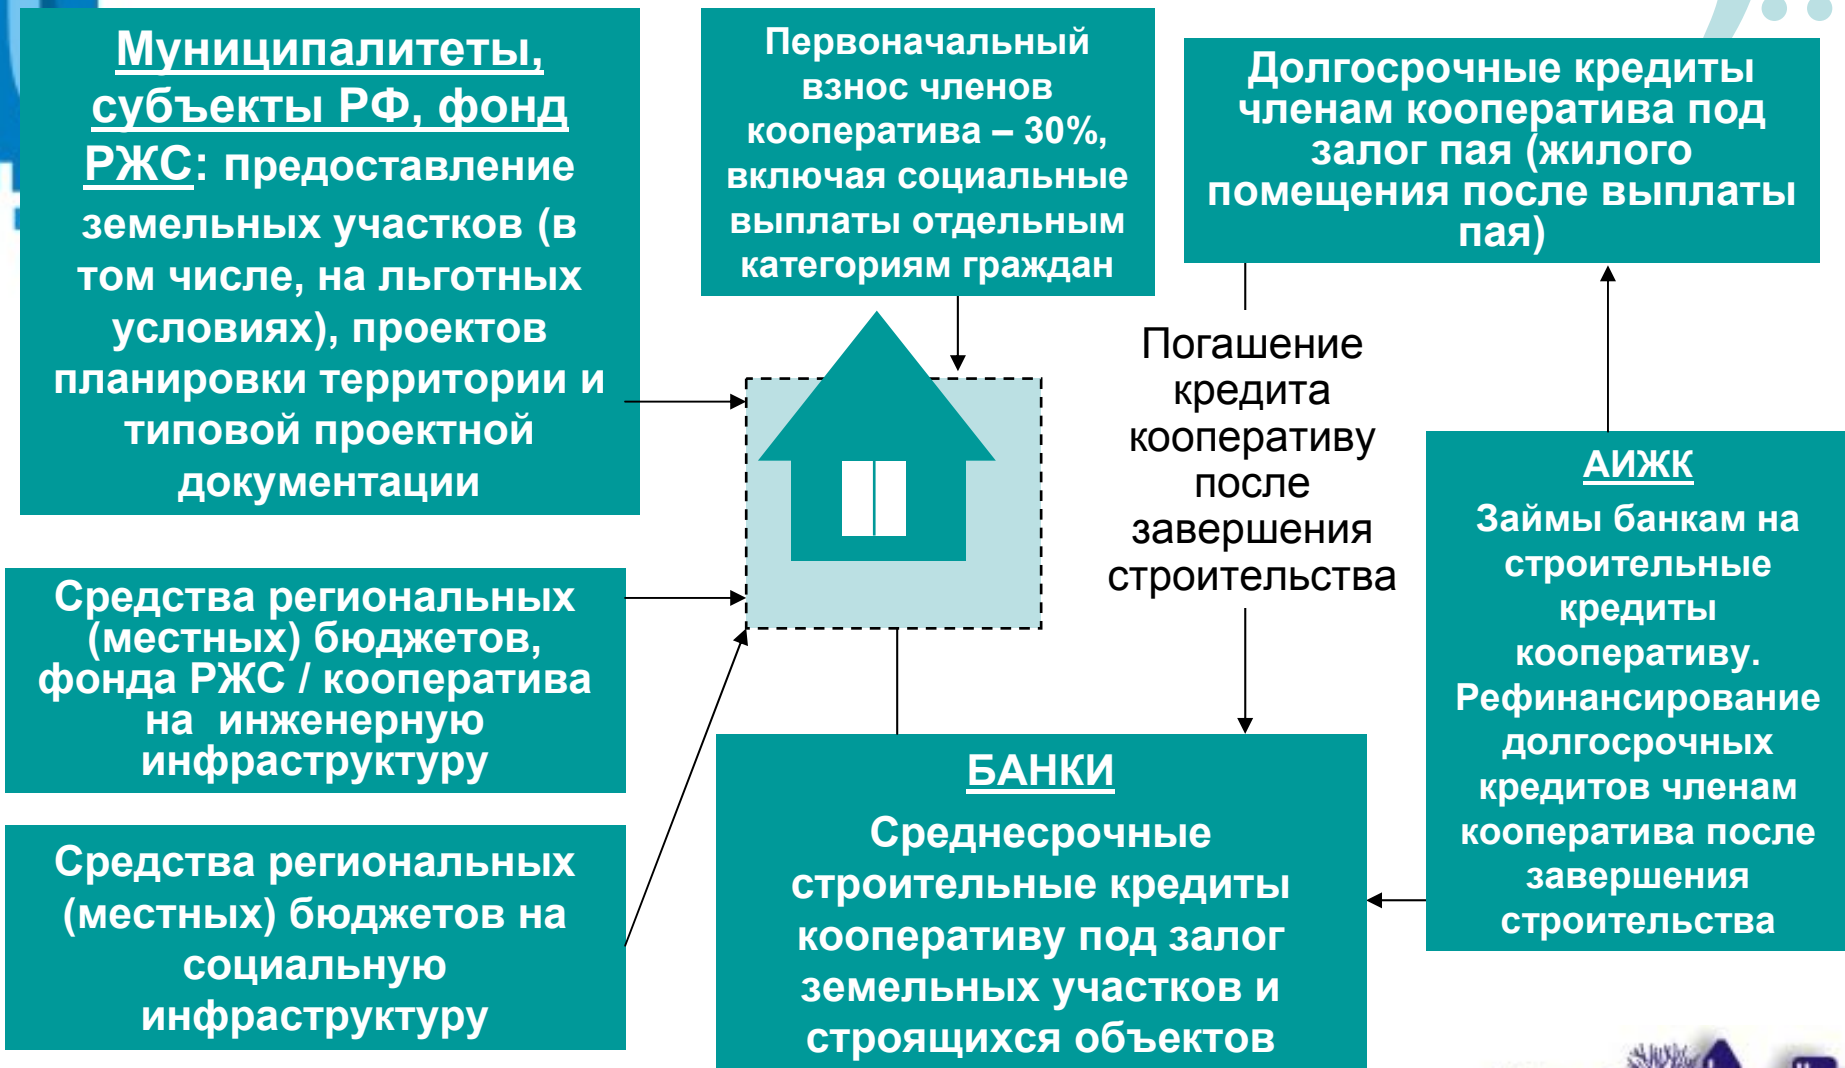 Муниципалитеты,
субъекты РФ, фонд
РЖС: предоставление
земельных участков (в
том числе, на льготных
условиях), проектов
планировки территории и
типовой проектной
документации
Первоначальный
взнос членов
кооператива – 30%,
включая социальные
выплаты отдельным
категориям граждан
Долгосрочные кредиты
членам кооператива под
залог пая (жилого
помещения после выплаты
пая)
Погашение
кредита
кооперативу
после
завершения
строительства
АИЖК
Займы банкам на
строительные
кредиты
кооперативу.
Рефинансирование
долгосрочных
кредитов членам
кооператива после
завершения
строительства
Средства региональных
(местных) бюджетов,
фонда РЖС / кооператива
на инженерную
инфраструктуру
Средства региональных
(местных) бюджетов на
социальную
инфраструктуру
БАНКИ
Среднесрочные
строительные кредиты
кооперативу под залог
земельных участков и
строящихся объектов